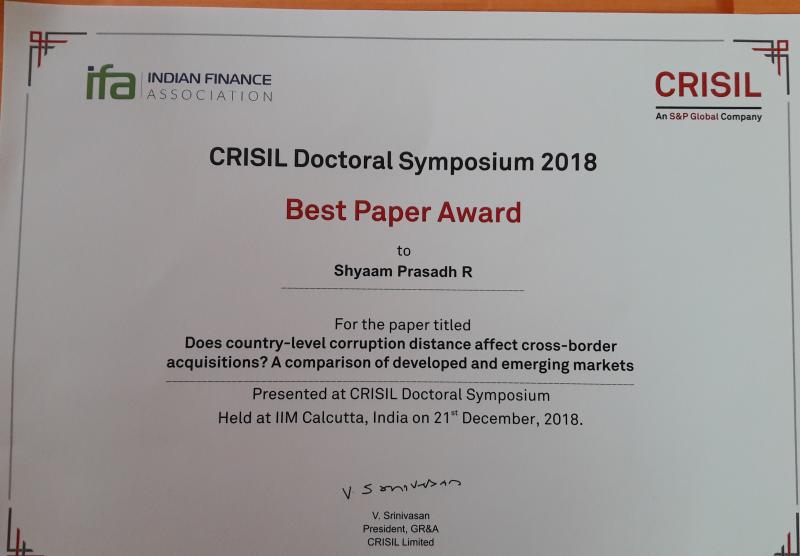 ifa INDIAN FINANCE
ASSOCIATION
CRISIL
An S&P Global Company
CRISIL Doctoral Symposium 2018
Best Paper Award
to
Shyaam Prasadh R
For the paper titled
Does country-level corruption distance affect cross-border
acquisitions? A comparison of developed and emerging markets
Presented at CRISIL Doctoral Symposium
Held at IIM Calcutta, India on 21st December, 2018.
V Srinivasan
V. Srinivasan
President, GR&A
CRISIL Limited